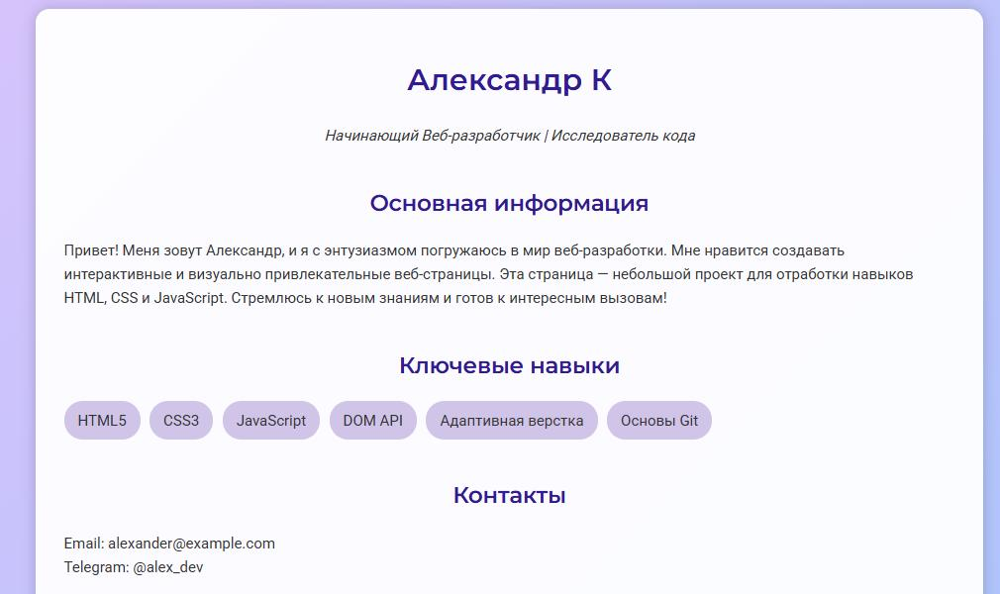 Александр К
Начинающий Веб-разработчик | Исследователь кода
Основная информация
Привет! Меня зовут Александр, и я с энтузиазмом погружаюсь в мир веб-разработки. Мне нравится создавать
интерактивные и визуально привлекательные веб-страницы. Эта страница — небольшой проект для отработки навыков
HTML, CSS и JavaScript. Стремлюсь к новым знаниям и готов к интересным вызовам!
Ключевые навыки
HTML5 CSS3 JavaScript DOM API Адаптивная верстка Основы Git
Контакты
Email: alexander@example.com
Telegram: @alex_dev